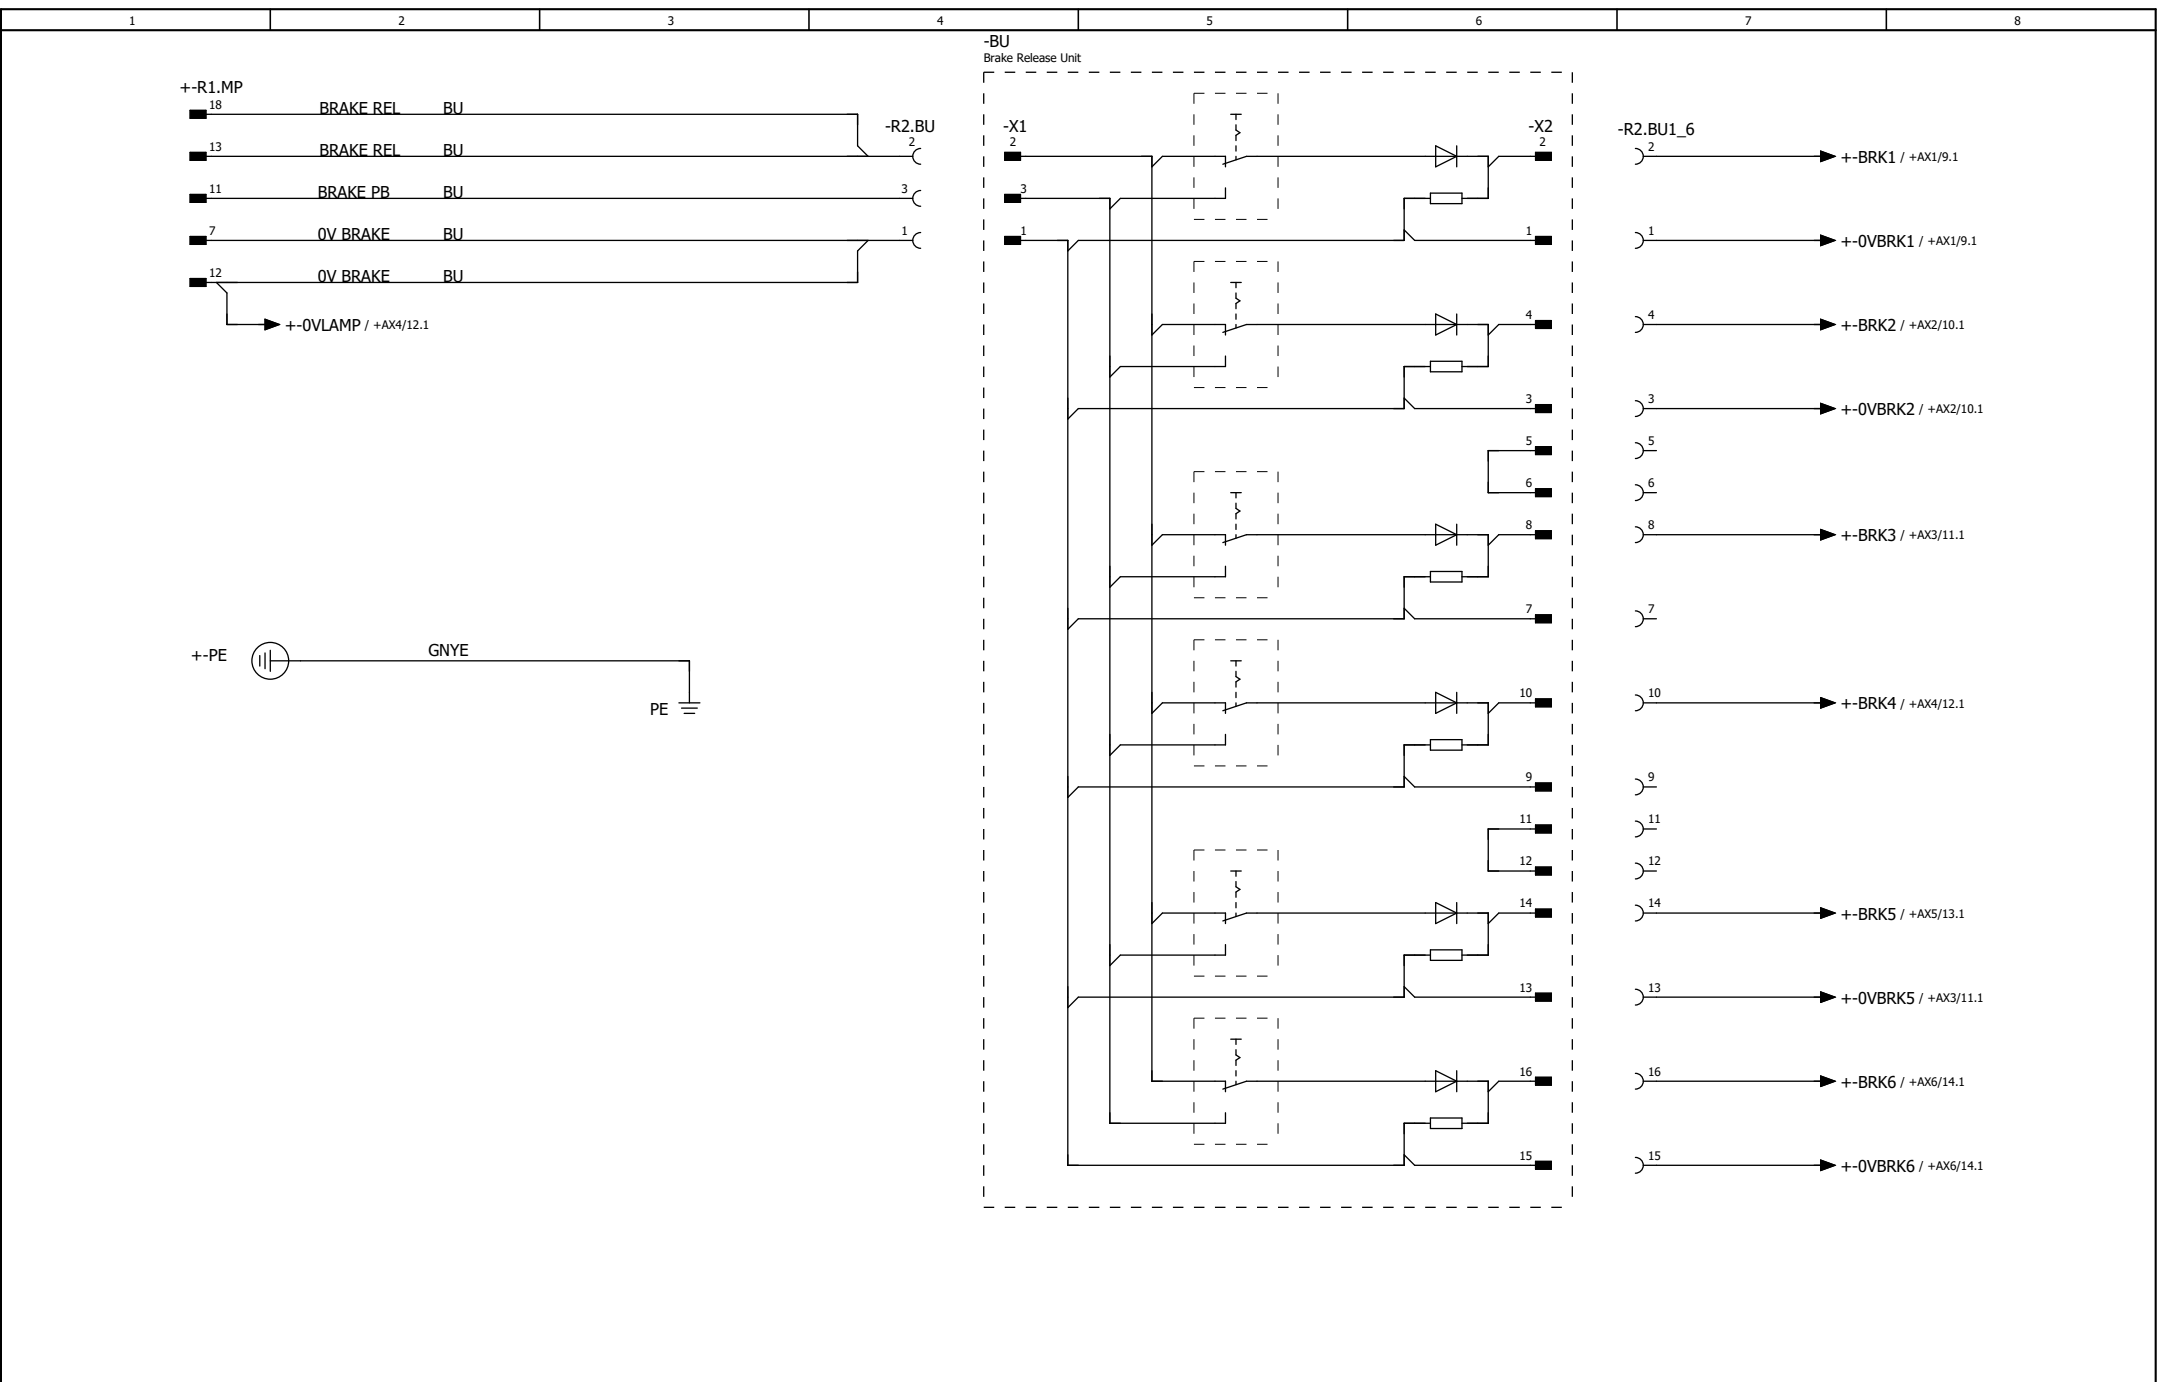 1 2 3 4 5 6 7 8
-BU
Brake Release Unit
+-R1.MP
18 BRAKE REL BU
-R2.BU -X1 -X2 -R2.BU1_6
13 BRAKE REL BU 2 2 2 2 +-BRK1 / +AX1/9.1
11 BRAKE PB BU 3 3
7 0V BRAKE BU 1 1 1 1 +-0VBRK1 / +AX1/9.1
12 0V BRAKE BU
+-0VLAMP / +AX4/12.1 4 4 +-BRK2 / +AX2/10.1
3 3 +-0VBRK2 / +AX2/10.1
5 5
6 6
8 8 +-BRK3 / +AX3/11.1
7 7
+-PE GNYE
PE
10 10 +-BRK4 / +AX4/12.1
9 9
11 11
12 12
14 14 +-BRK5 / +AX5/13.1
13 13 +-0VBRK5 / +AX3/11.1
16 16 +-BRK6 / +AX6/14.1
15 15 +-0VBRK6 / +AX6/14.1